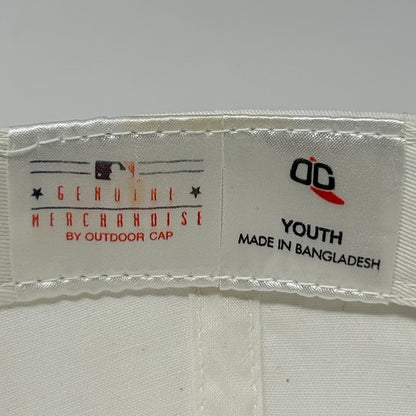 GENUINE
MERCHANDISE
BY OUTDOOR CAP
OC
YOUTH
MADE IN BANGLADESH